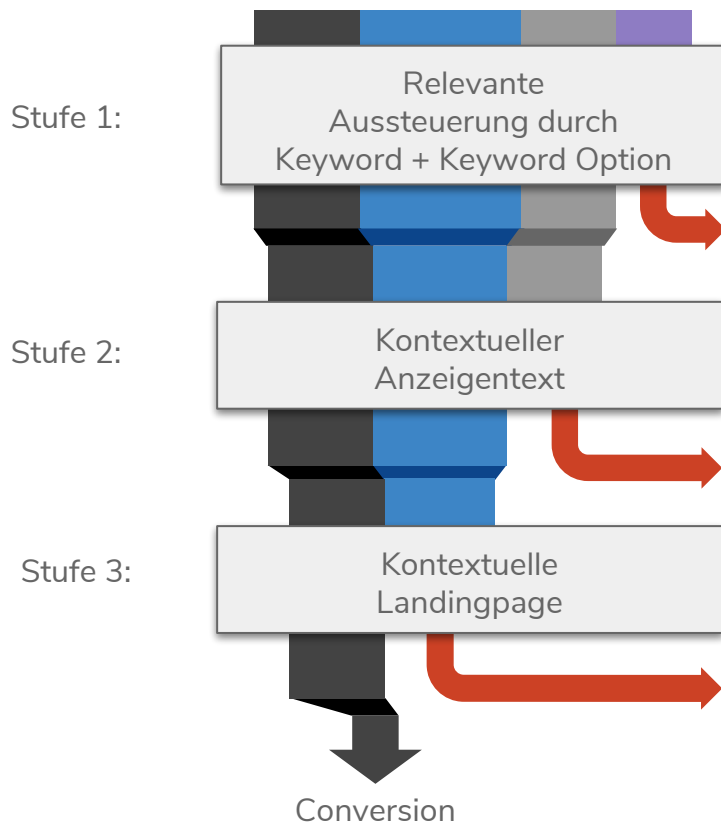 Stufe 1:
Relevante
Aussteuerung durch
Keyword + Keyword Option
Stufe 2:
Kontextueller
Anzeigentext
Stufe 3:
Kontextuelle
Landingpage
Conversion